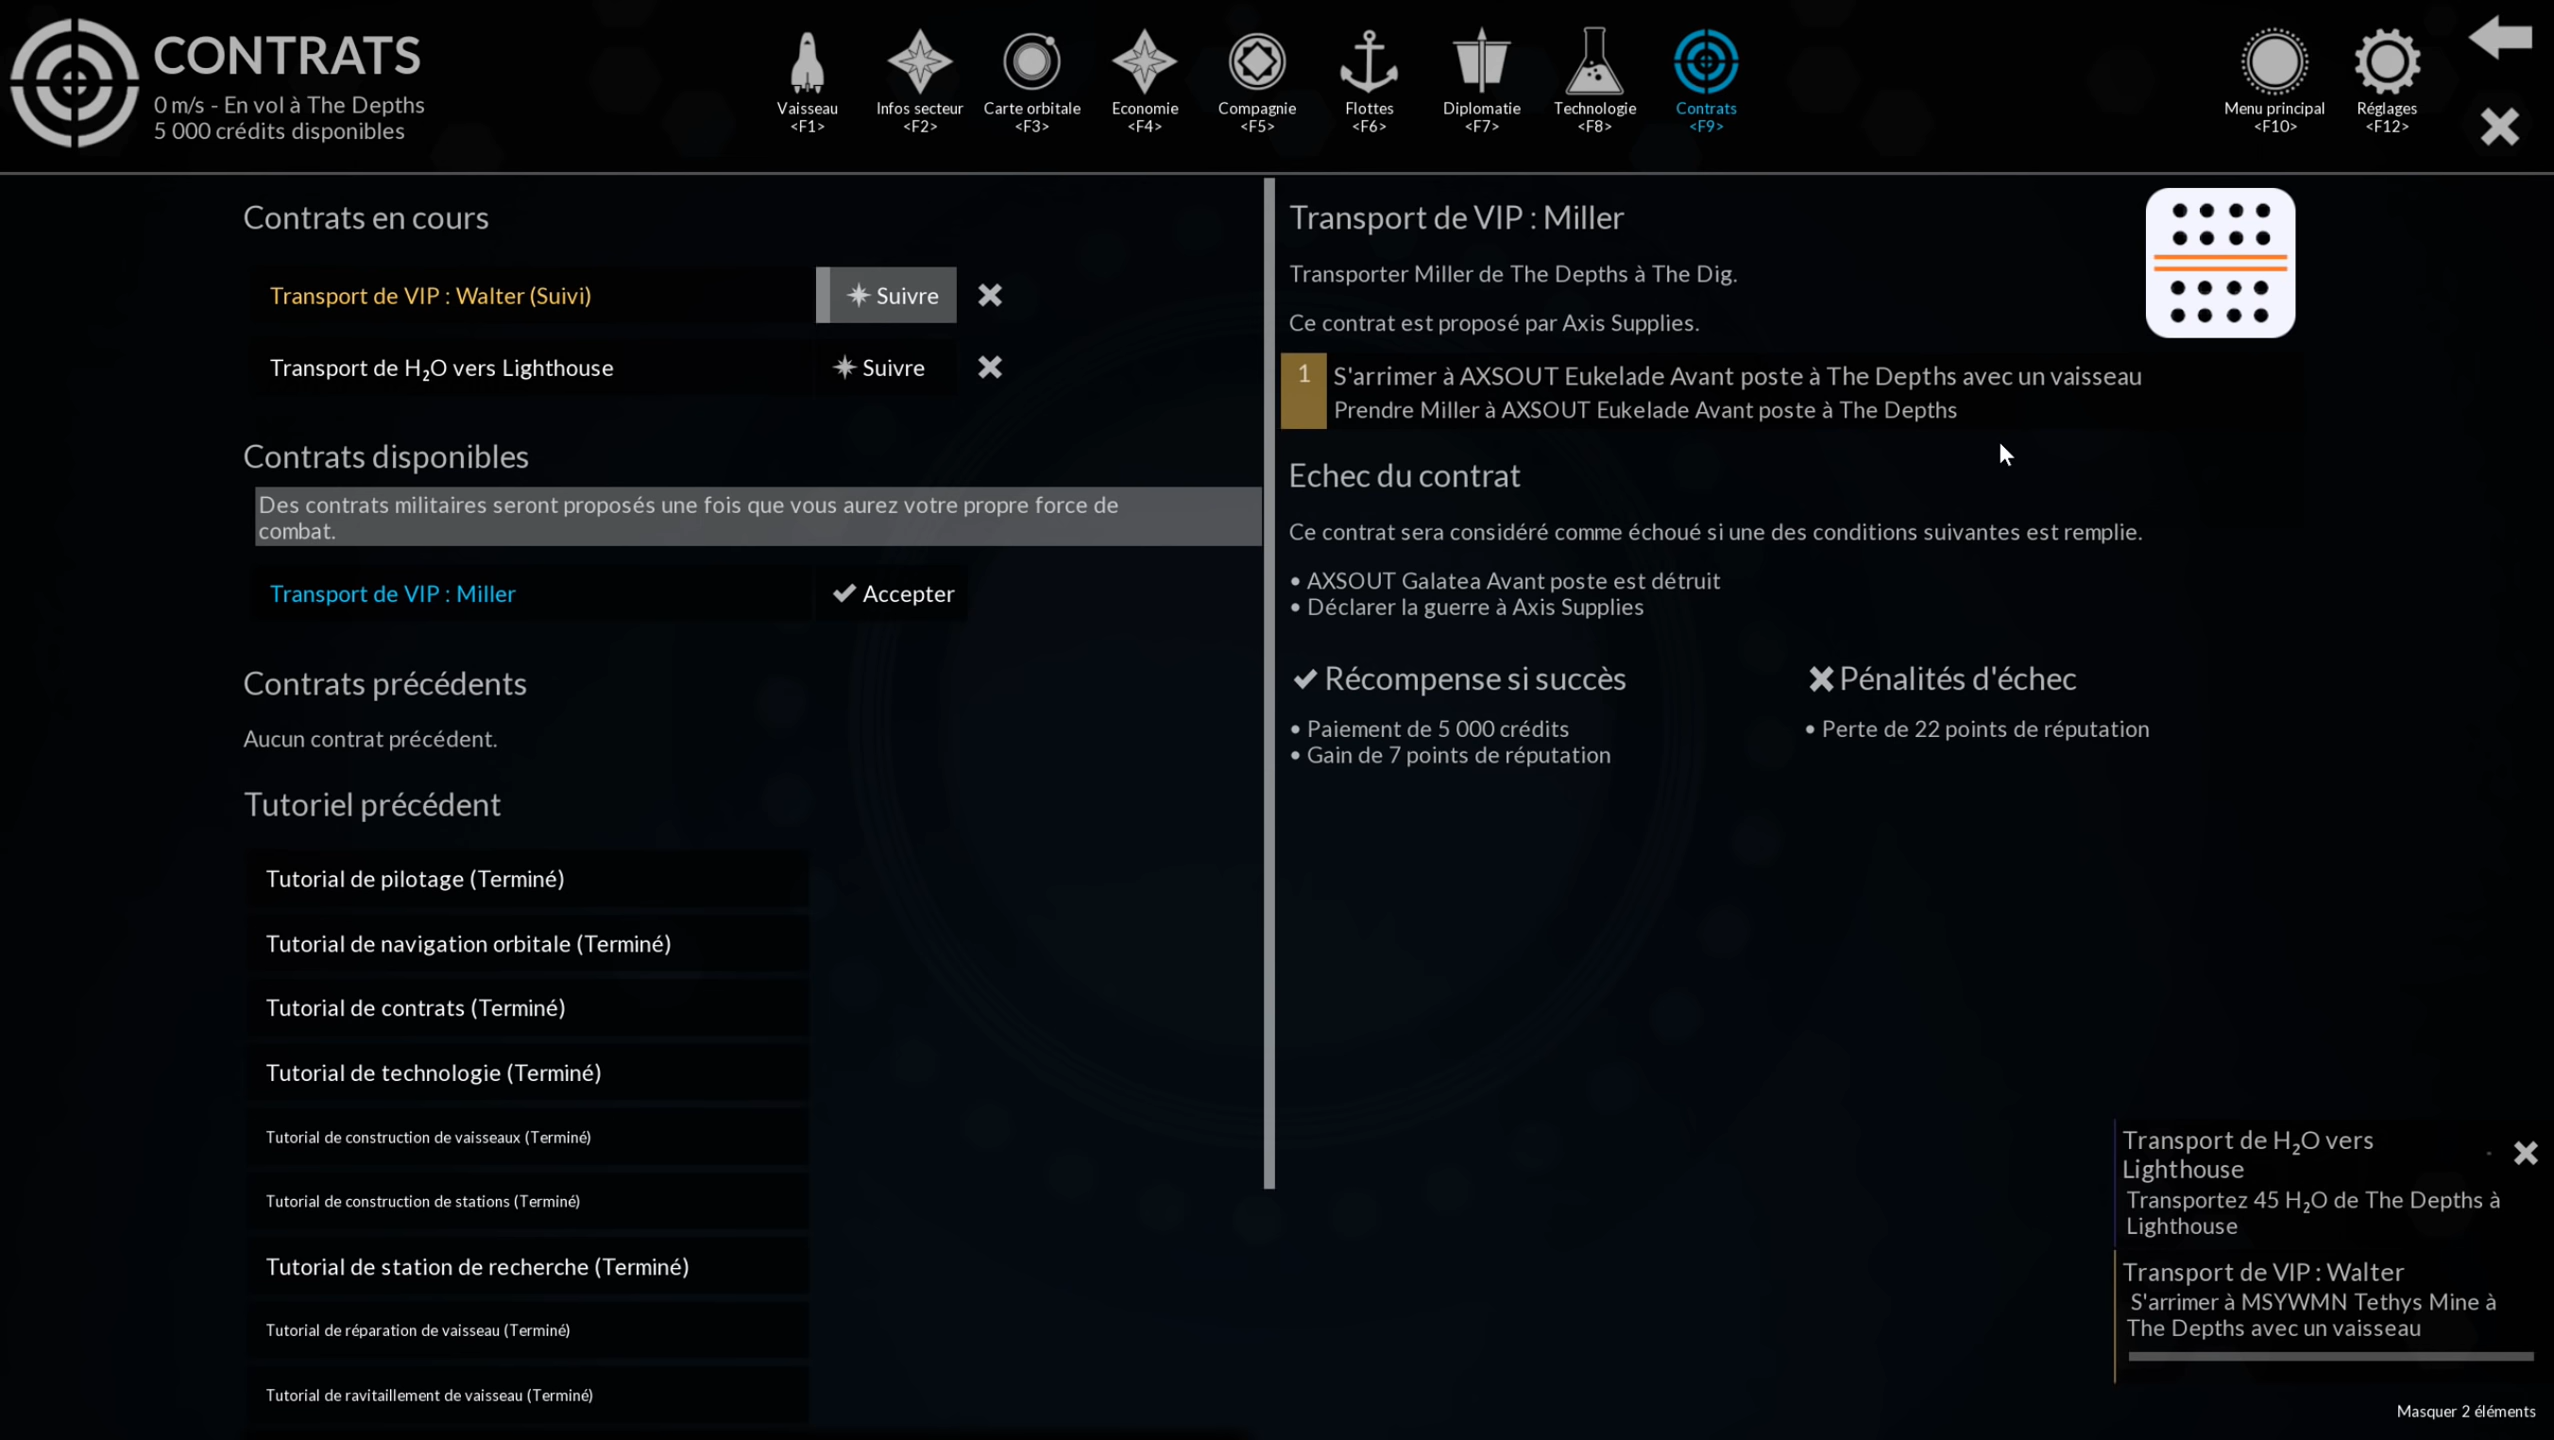 CONTRATS
0 m/s - En vol à The Depths
5 000 crédits disponibles
Vaisseau
<F1>
Infos secteur
<F2>
Carte orbitale
<F3>
Economie
<F4>
Compagnie
<F5>
Flottes
<F6>
Diplomatie
<F7>
Technologie
<F8>
Contrats
<F9>
Menu principal
<F10>
Réglages
<F12>
Contrats en cours
Transport de VIP : Walter (Suivi)
Suivre
Transport de H₂O vers Lighthouse
Suivre
Contrats disponibles
Des contrats militaires seront proposés une fois que vous aurez votre propre force de
combat.
Transport de VIP : Miller
Accepter
Contrats précédents
Aucun contrat précédent.
Tutoriel précédent
Tutorial de pilotage (Terminé)
Tutorial de navigation orbitale (Terminé)
Tutorial de contrats (Terminé)
Tutorial de technologie (Terminé)
Tutorial de construction de vaisseaux (Terminé)
Tutorial de construction de stations (Terminé)
Tutorial de station de recherche (Terminé)
Tutorial de réparation de vaisseau (Terminé)
Tutorial de ravitaillement de vaisseau (Terminé)
Transport de VIP : Miller
Transporter Miller de The Depths à The Dig.
Ce contrat est proposé par Axis Supplies.
1
S'arrimer à AXSOUT Eukelade Avant poste à The Depths avec un vaisseau
Prendre Miller à AXSOUT Eukelade Avant poste à The Depths
Echec du contrat
Ce contrat sera considéré comme échoué si une des conditions suivantes est remplie.
• AXSOUT Galatea Avant poste est détruit
• Déclarer la guerre à Axis Supplies
Récompense si succès
• Paiement de 5 000 crédits
• Gain de 7 points de réputation
Pénalités d'échec
• Perte de 22 points de réputation
Transport de H₂O vers
Lighthouse
Transportez 45 H₂O de The Depths à
Lighthouse
Transport de VIP : Walter
S'arrimer à MSYWMN Tethys Mine à
The Depths avec un vaisseau
Masquer 2 éléments